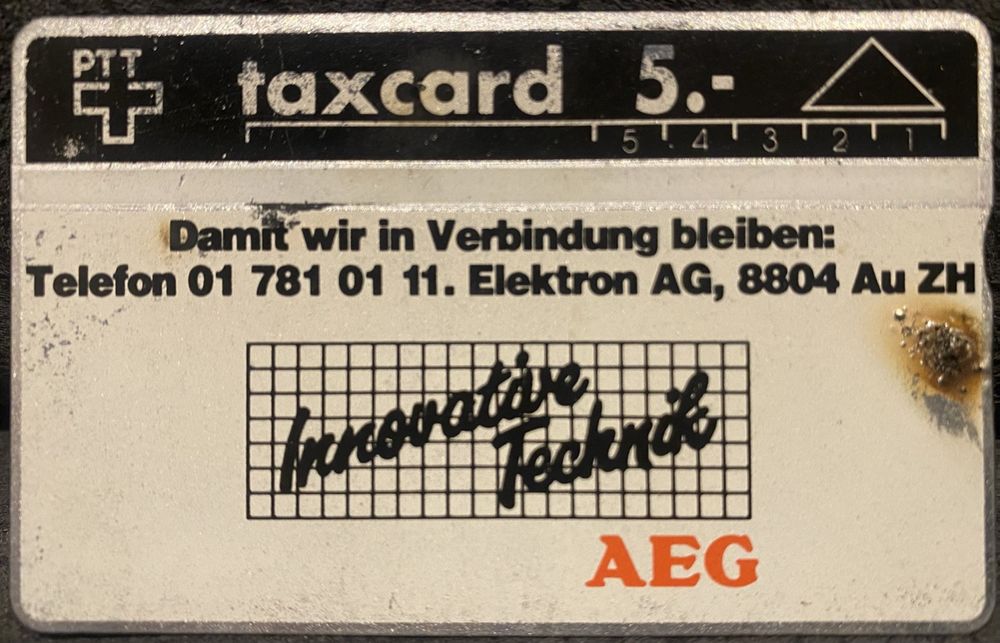 PTT
taxcard 5.-
5 4 3 2 1
Damit wir in Verbindung bleiben:
Telefon 01 781 01 11. Elektron AG, 8804 Au ZH
Innovative
Technik
AEG